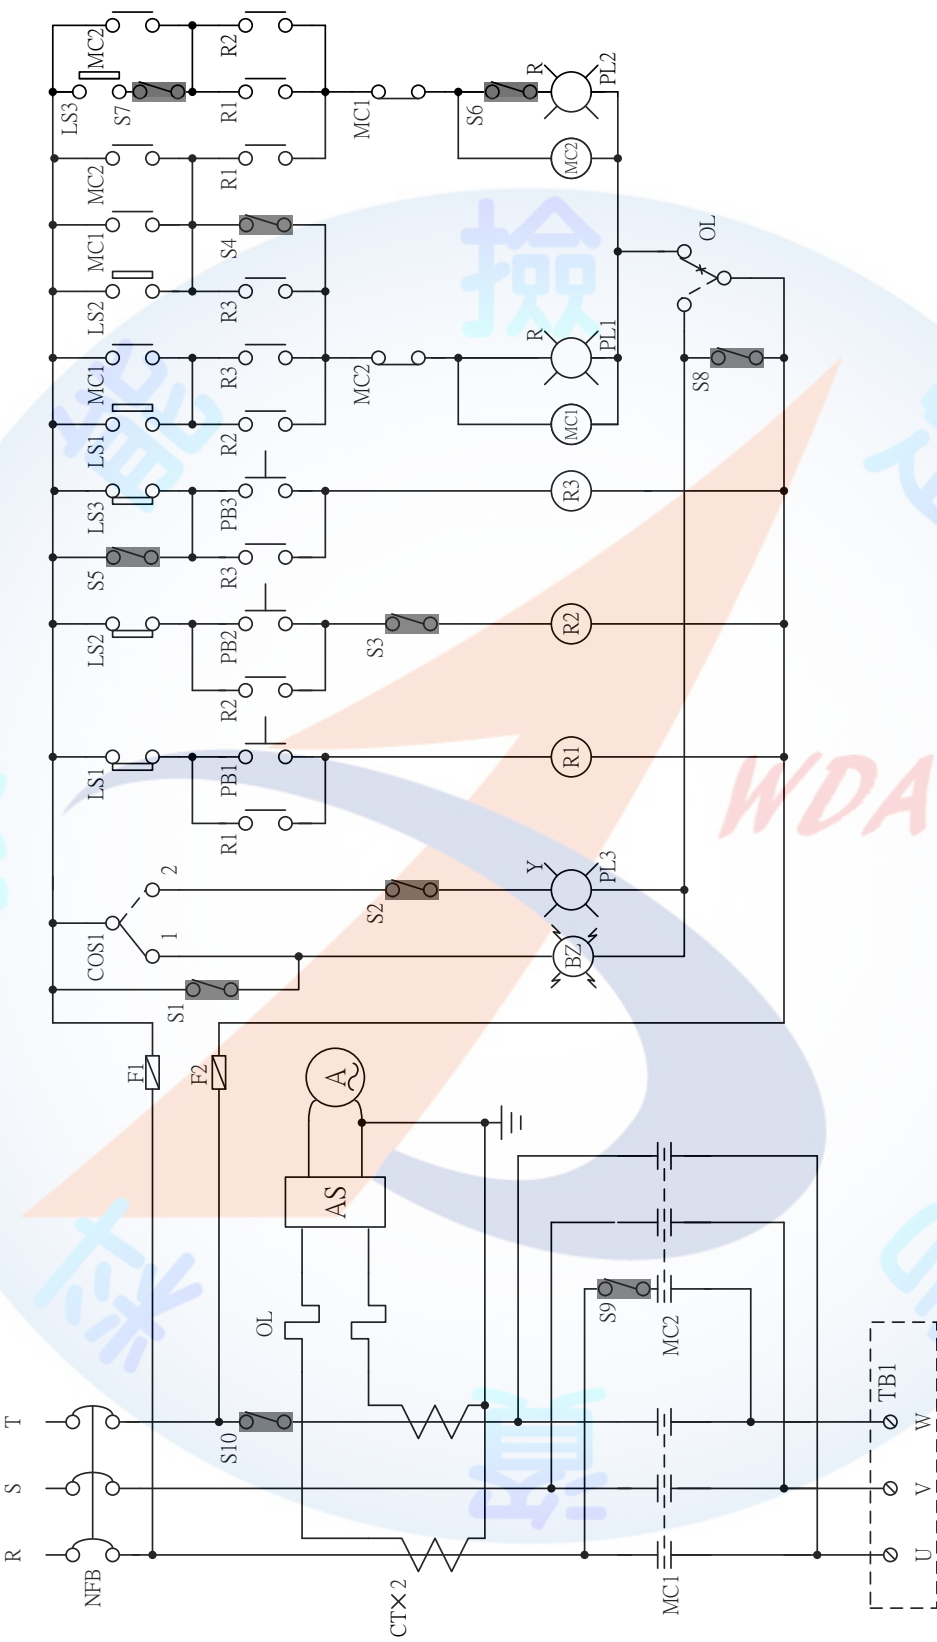 R S T
LS3
NFB COS1 LS1 LS2 S5 LS3 LS1 MC1 LS2 MC1 MC2 MC2
S7
F1
1 2
S1
F2
S10 R1 PB1 R2 PB2 R3 PB3 R2 R3 R3 S4 R1 R1 R2
OL
AS A
S2 S3 MC2 MC1
CT×2
S6
Y R R
BZ R1 R2 R3 MC1 MC2
PL3 PL1 PL2
S9
MC1 MC2
S8 OL
TB1
U V W
能
檢
WDA